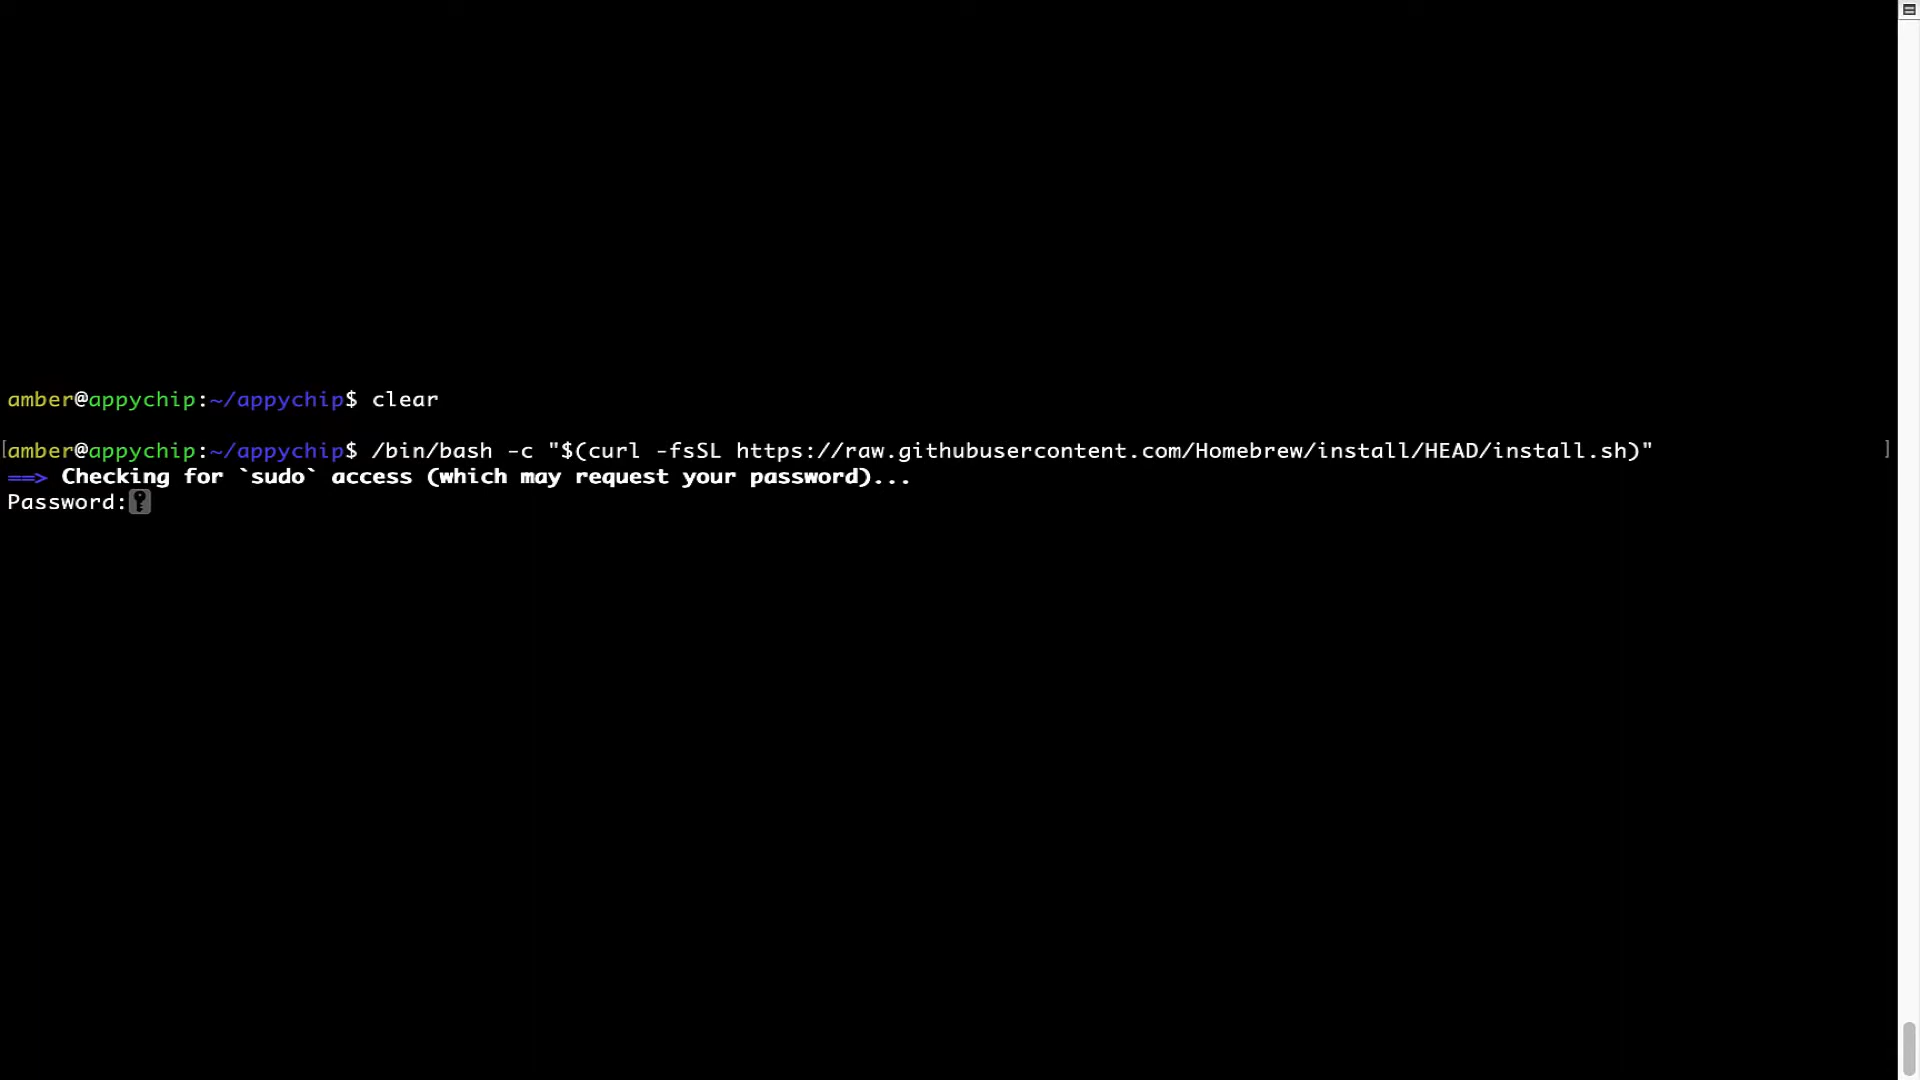 amber@appychip:~/appychip$ clear
[amber@appychip:~/appychip$ /bin/bash -c "$(curl -fsSL https://raw.githubusercontent.com/Homebrew/install/HEAD/install.sh)" ]
==> Checking for `sudo` access (which may request your password)...
Password: